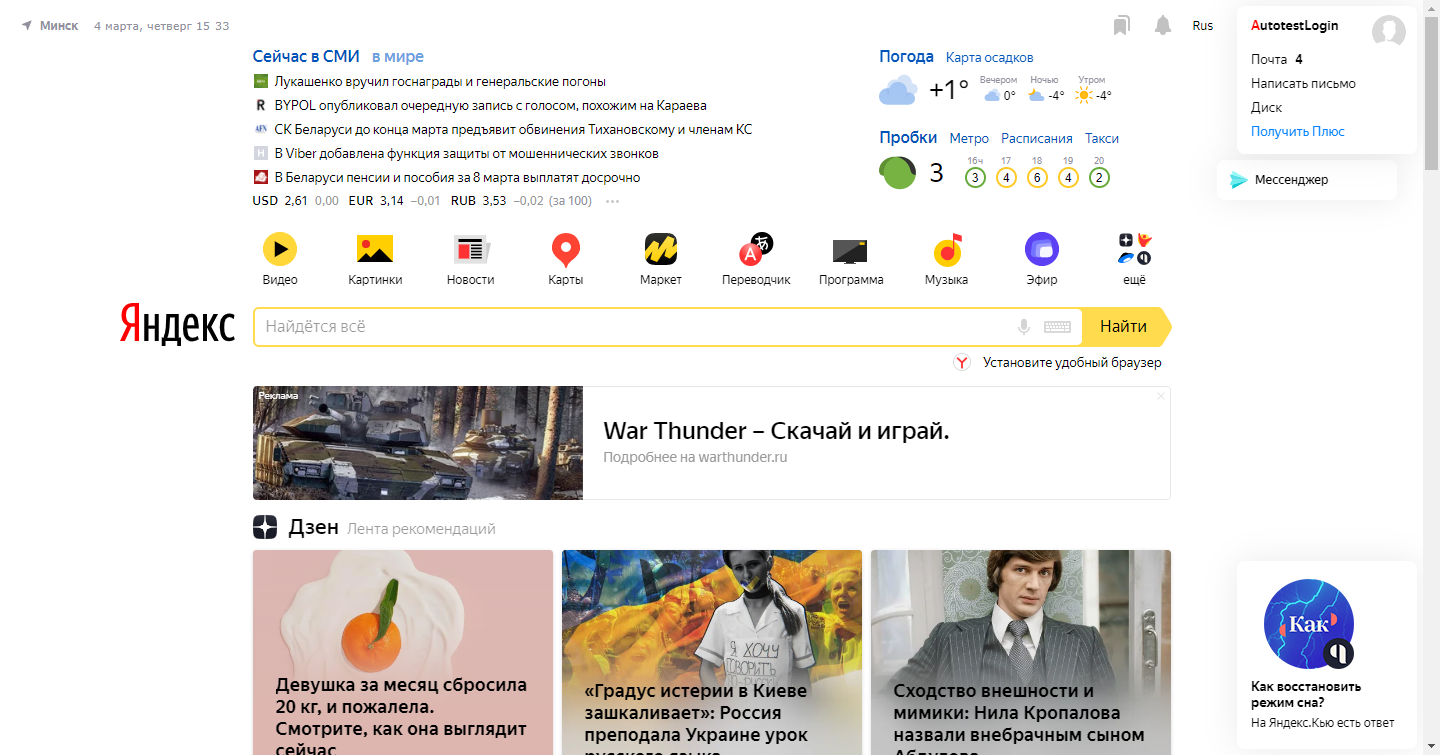 Минск 4 марта, четверг 15 33
Rus
AutotestLogin
Почта 4
Написать письмо
Диск
Получить Плюс
Мессенджер
Сейчас в СМИ в мире
Лукашенко вручил госнаграды и генеральские погоны
BYPOL опубликовал очередную запись с голосом, похожим на Караева
СК Беларуси до конца марта предъявит обвинения Тихановскому и членам КС
В Viber добавлена функция защиты от мошеннических звонков
В Беларуси пенсии и пособия за 8 марта выплатят досрочно
USD 2,61 0,00 EUR 3,14 −0,01 RUB 3,53 −0,02 (за 100) ···
Погода Карта осадков
+1° Вечером 0° Ночью -4° Утром -4°
Пробки Метро Расписания Такси
16ч 17 18 19 20
3 3 4 6 4 2
Видео Картинки Новости Карты Маркет Переводчик Программа Музыка Эфир ещё
Яндекс
Найдётся всё
Найти
Установите удобный браузер
Реклама
War Thunder – Скачай и играй.
Подробнее на warthunder.ru
Дзен Лента рекомендаций
Девушка за месяц сбросила
20 кг, и пожалела.
Смотрите, как она выглядит
сейчас
Я ХОЧУ
ГОВОРИТЬ
«Градус истерии в Киеве
зашкаливает»: Россия
преподала Украине урок
русского языка
Сходство внешности и
мимики: Нила Кропалова
назвали внебрачным сыном
Абдулова
Как
Как восстановить
режим сна?
На Яндекс.Кью есть ответ